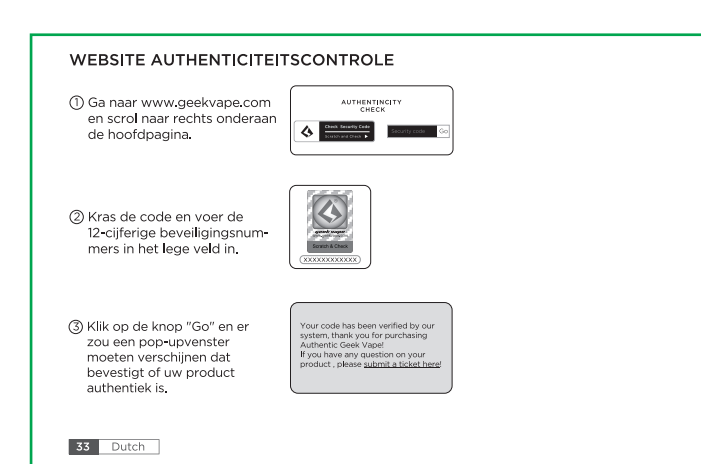 WEBSITE AUTHENTICITEITSCONTROLE
① Ga naar www.geekvape.com
en scrol naar rechts onderaan
de hoofdpagina.
AUTHENTINCITY
CHECK
Check Security Code
Scratch and Check ▶
Security code Go
② Kras de code en voer de
12-cijferige beveiligingsnum-
mers in het lege veld in.
geek vape
Scratch & Check
XXXXXXXXXXXX
③ Klik op de knop "Go" en er
zou een pop-upvenster
moeten verschijnen dat
bevestigt of uw product
authentiek is.
Your code has been verified by our
system, thank you for purchasing
Authentic Geek Vape!
If you have any question on your
product , please submit a ticket here!
33 Dutch